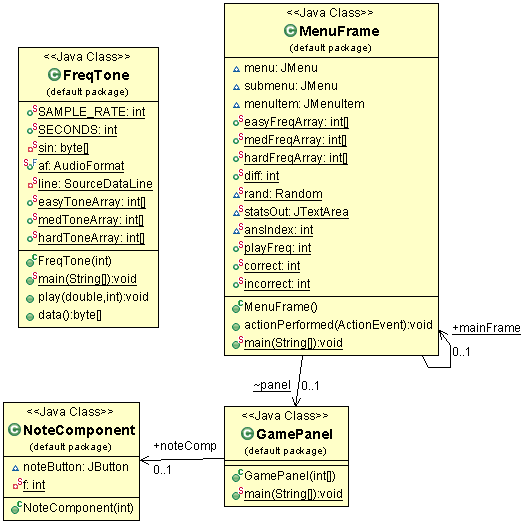 <<Java Class>>
FreqTone
(default package)
SAMPLE_RATE: int
SECONDS: int
sin: byte[]
af: AudioFormat
line: SourceDataLine
easyToneArray: int[]
medToneArray: int[]
hardToneArray: int[]
FreqTone(int)
main(String[]):void
play(double,int):void
data():byte[]
<<Java Class>>
MenuFrame
(default package)
menu: JMenu
submenu: JMenu
menuItem: JMenuItem
easyFreqArray: int[]
medFreqArray: int[]
hardFreqArray: int[]
diff: int
rand: Random
statsOut: JTextArea
ansIndex: int
playFreq: int
correct: int
incorrect: int
MenuFrame()
actionPerformed(ActionEvent):void
main(String[]):void
+mainFrame
0..1
~panel
0..1
<<Java Class>>
NoteComponent
(default package)
noteButton: JButton
f: int
NoteComponent(int)
+noteComp
0..1
<<Java Class>>
GamePanel
(default package)
GamePanel(int[])
main(String[]):void